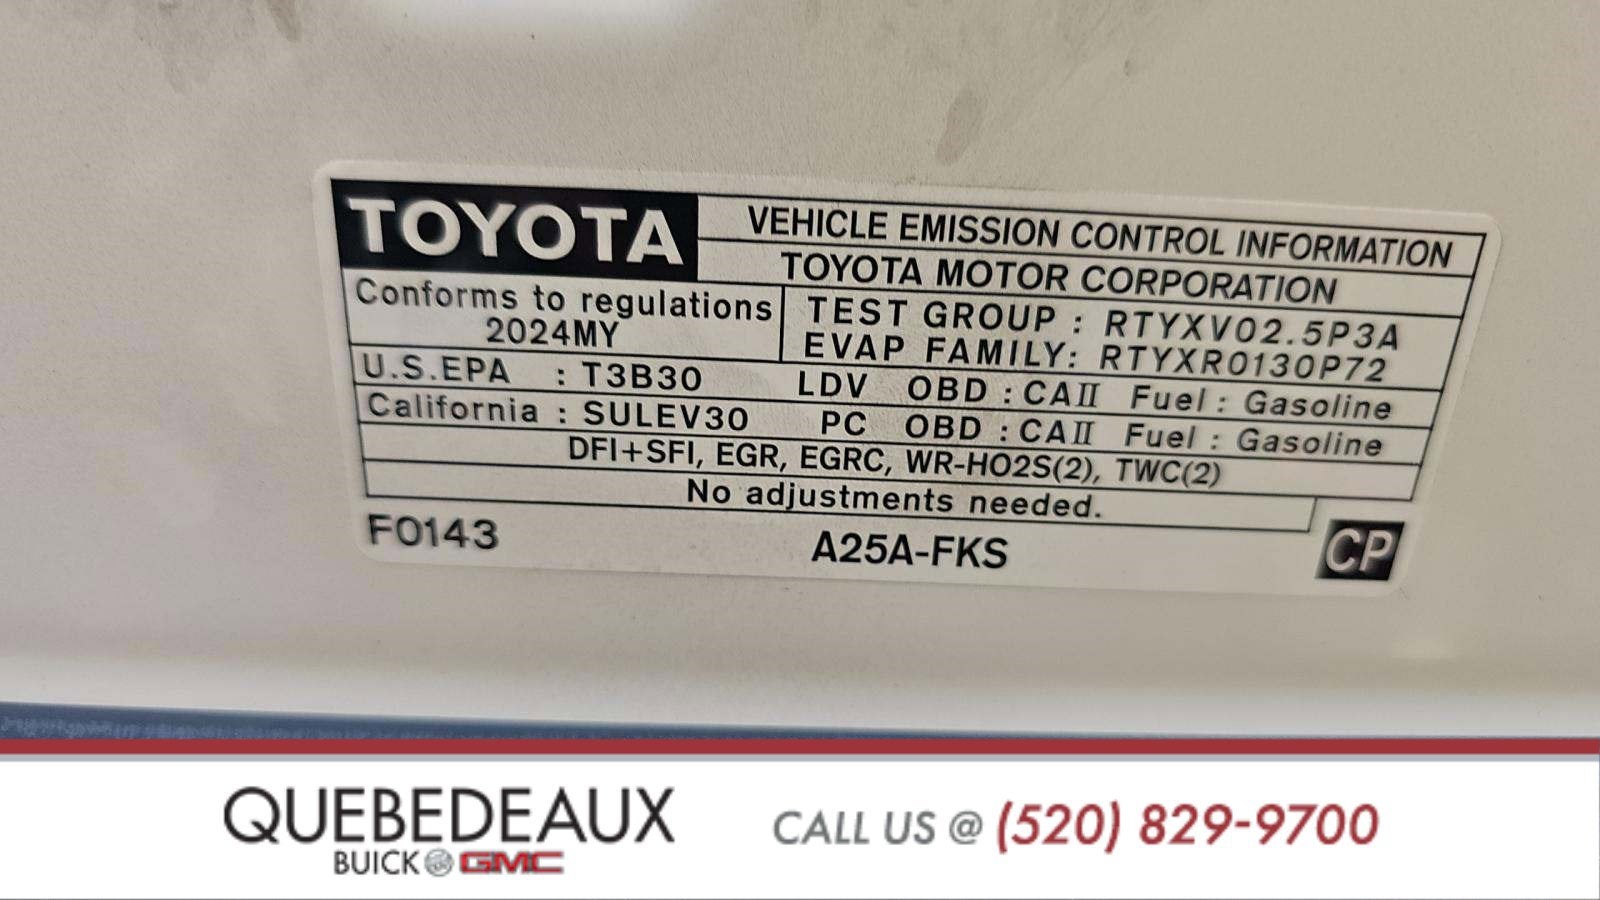 TOYOTA
VEHICLE EMISSION CONTROL INFORMATION
TOYOTA MOTOR CORPORATION
Conforms to regulations
2024MY
TEST GROUP : RTYXV02.5P3A
EVAP FAMILY: RTYXR0130P72
U.S.EPA : T3B30 LDV OBD : CAII Fuel : Gasoline
California : SULEV30 PC OBD : CAII Fuel : Gasoline
DFI+SFI, EGR, EGRC, WR-HO2S(2), TWC(2)
No adjustments needed.
F0143 A25A-FKS CP
QUEBEDEAUX
BUICK GMC
CALL US @ (520) 829-9700